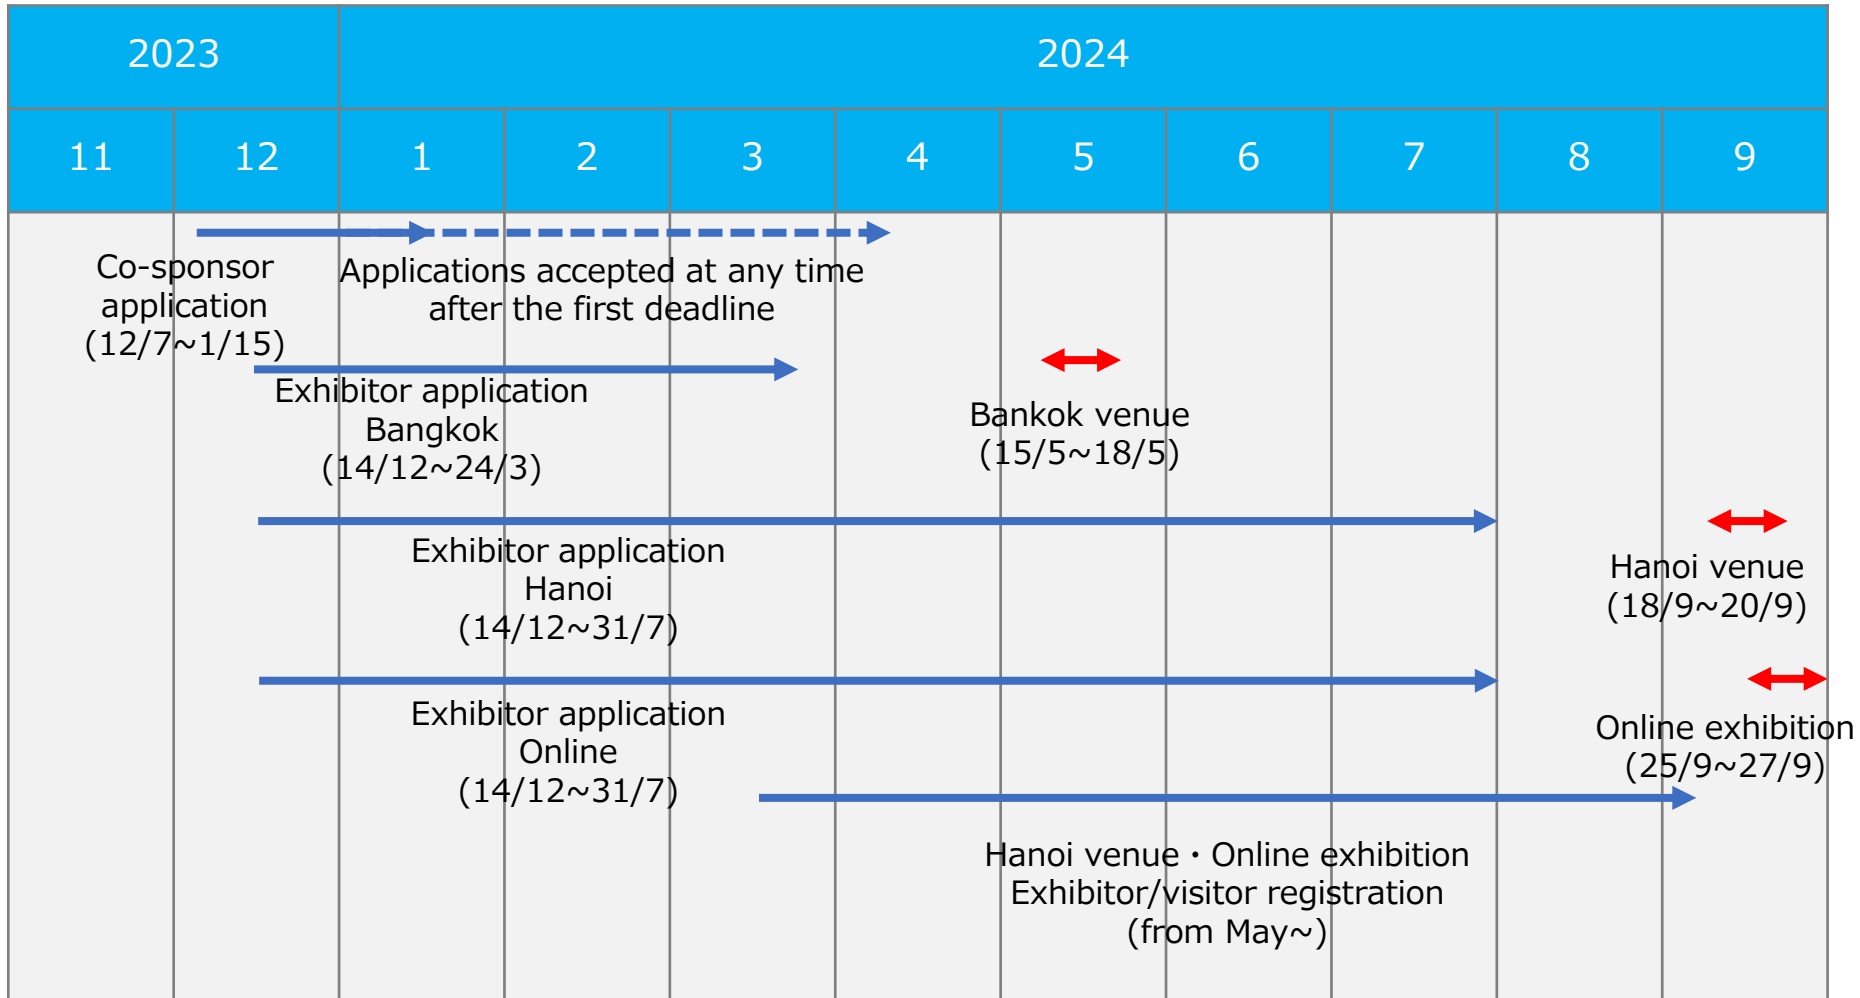 2023
2024
11
12
1
2
3
4
5
6
7
8
9
Co-sponsor
application
(12/7~1/15)
Applications accepted at any time
after the first deadline
Exhibitor application
Bangkok
(14/12~24/3)
Bankok venue
(15/5~18/5)
Exhibitor application
Hanoi
(14/12~31/7)
Hanoi venue
(18/9~20/9)
Exhibitor application
Online
(14/12~31/7)
Online exhibition
(25/9~27/9)
Hanoi venue・Online exhibition
Exhibitor/visitor registration
(from May~)